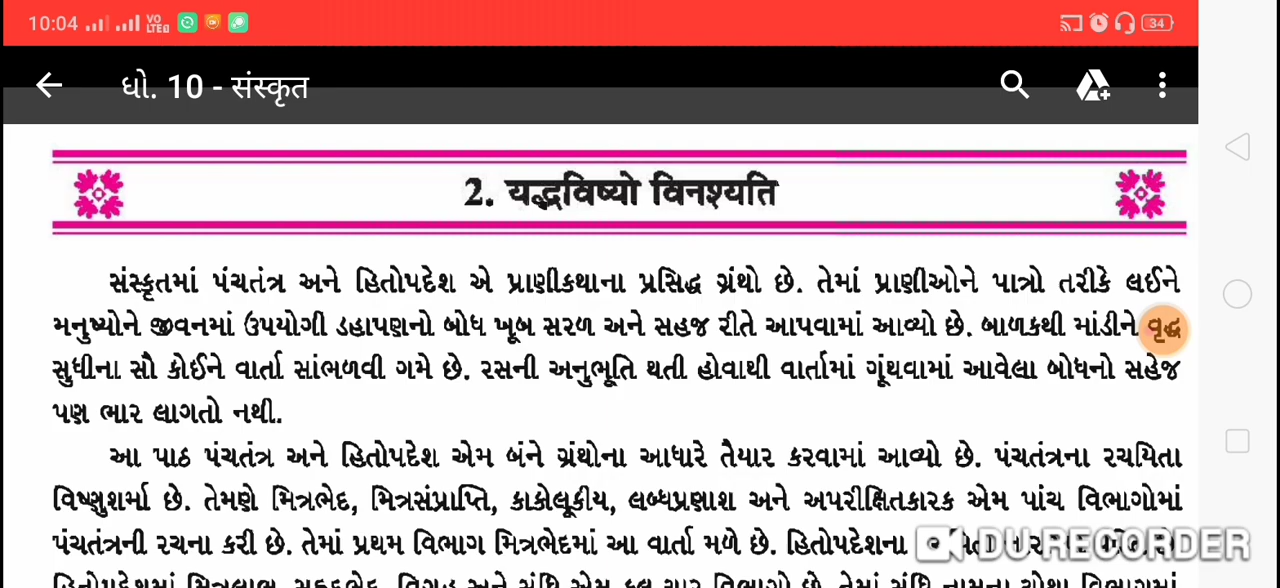 10:04 VO LTE 34
ધો. 10 - સંસ્કૃત
2. यद्भविष्यो विनश्यति
સંસ્કૃતમાં પંચતંત્ર અને હિતોપદેશ એ પ્રાણીકથાના પ્રસિદ્ધ ગ્રંથો છે. તેમાં પ્રાણીઓને પાત્રો તરીકે લઈને
મનુષ્યોને જીવનમાં ઉપયોગી ડહાપણનો બોધ ખૂબ સરળ અને સહજ રીતે આપવામાં આવ્યો છે. બાળકથી માંડીને વૃદ્ધ
સુધીના સૌ કોઈને વાર્તા સાંભળવી ગમે છે. રસની અનુભૂતિ થતી હોવાથી વાર્તામાં ગૂંથવામાં આવેલા બોધનો સહેજ
પણ ભાર લાગતો નથી.
આ પાઠ પંચતંત્ર અને હિતોપદેશ એમ બંને ગ્રંથોના આધારે તૈયાર કરવામાં આવ્યો છે. પંચતંત્રના રચયિતા
વિષ્ણુશર્મા છે. તેમણે મિત્રભેદ, મિત્રસંપ્રાપ્તિ, કાકોલૂકીય, લબ્ધપ્રણાશ અને અપરીક્ષિતકારક એમ પાંચ વિભાગોમાં
પંચતંત્રની રચના કરી છે. તેમાં પ્રથમ વિભાગ મિત્રભેદમાં આ વાર્તા મળે છે. હિતોપદેશના
DU RECORDER